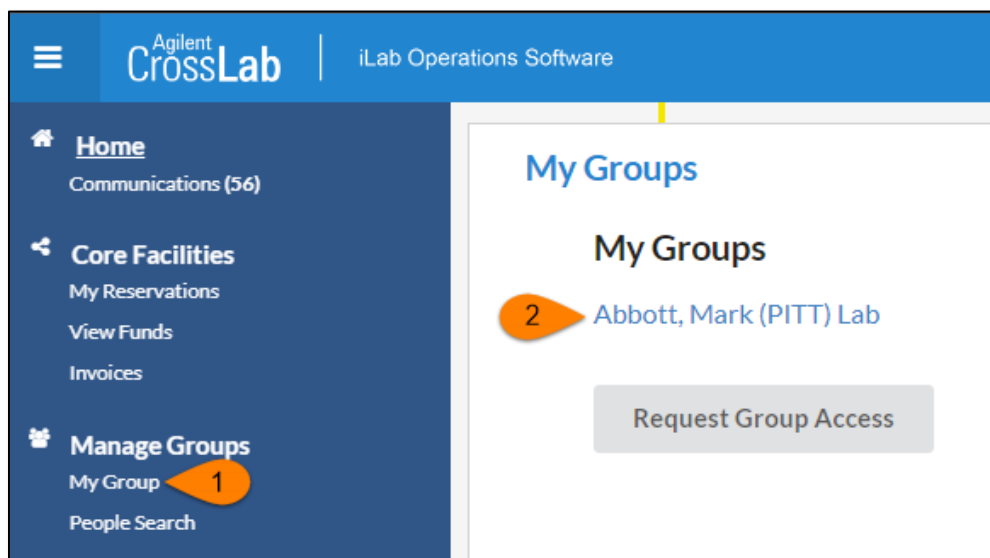 Agilent
CrossLab
iLab Operations Software
Home
Communications (56)
Core Facilities
My Reservations
View Funds
Invoices
Manage Groups
My Group
1
People Search
My Groups
My Groups
2
Abbott, Mark (PITT) Lab
Request Group Access